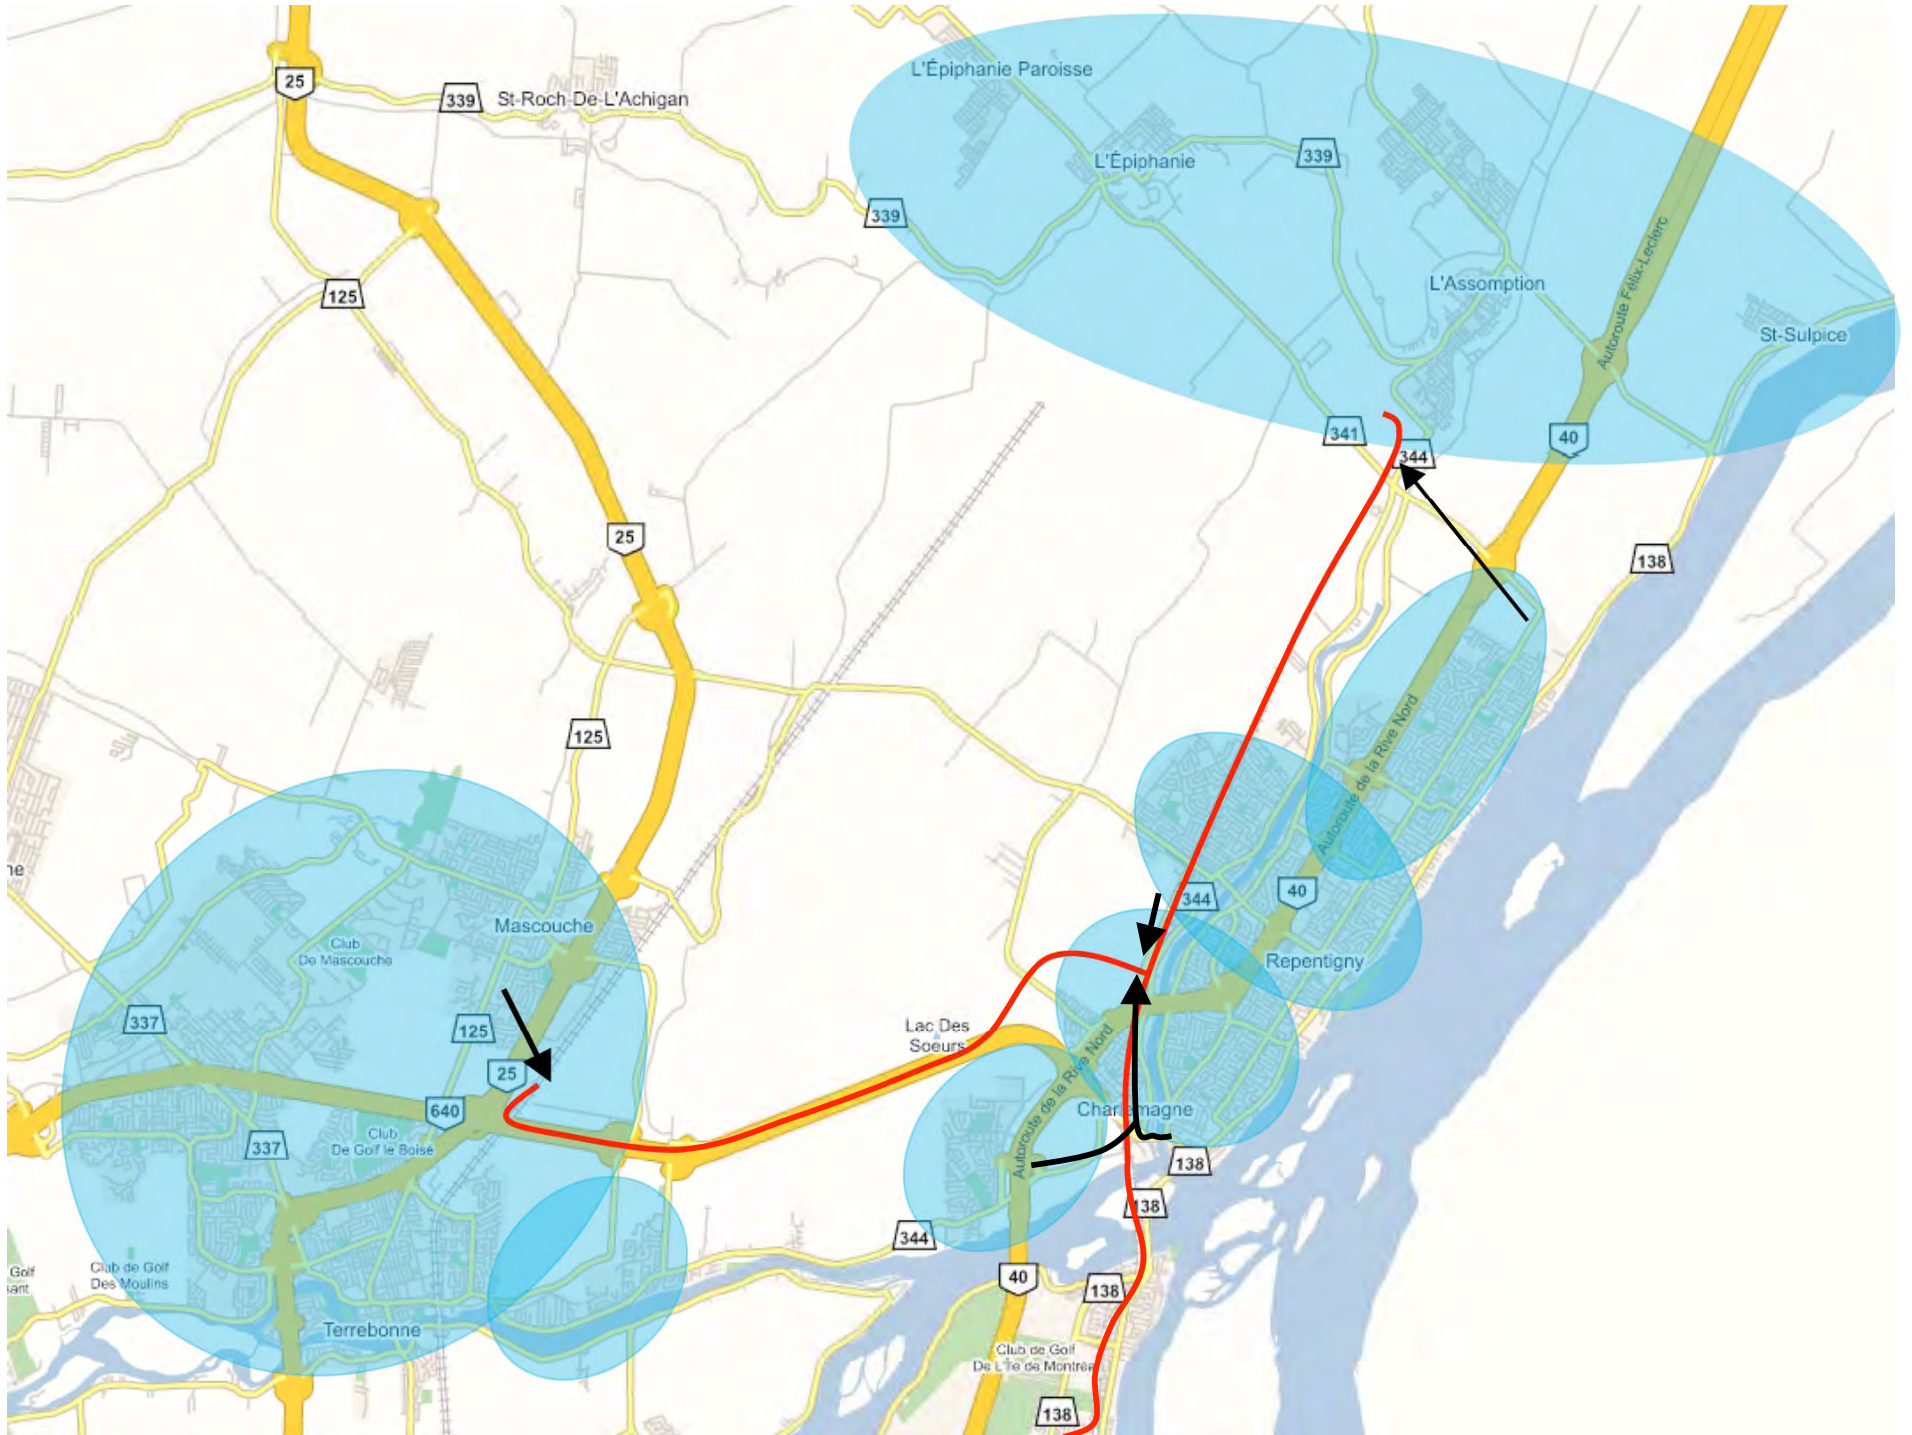 L'Épiphanie Paroisse
25
339
St-Roch-De-L'Achigan
339
L'Épiphanie
339
L'Assomption
125
Autoroute Félix-Leclerc
St-Sulpice
341
40
344
25
138
125
Autoroute de la Rive Nord
344
40
Mascouche
Club
De Mascouche
Repentigny
337
125
Lac Des
Soeurs
25
Autoroute de la Rive Nord
640
Charlemagne
337
Club
De Golf le Boisé
138
138
344
Golf
Club de Golf
Des Moulins
40
138
Terrebonne
Club de Golf
De L'Île de Montréa
138